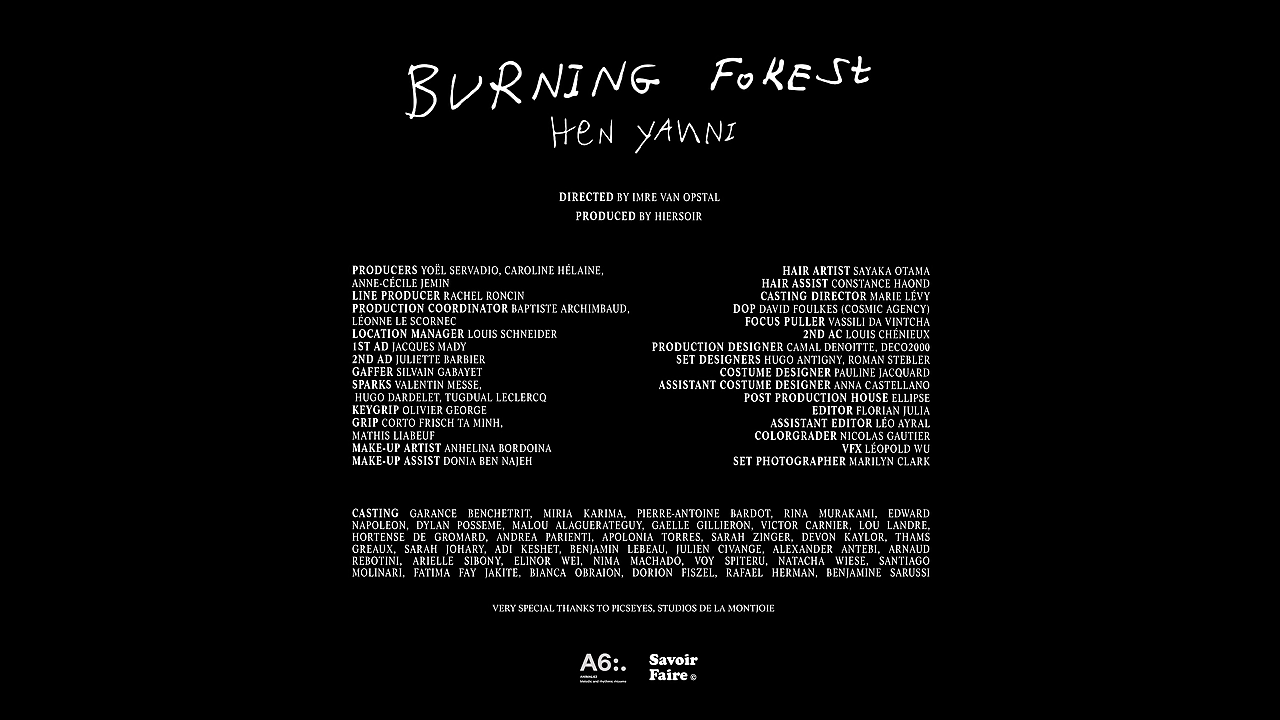 BURNING FOREST
HEN YANNI
DIRECTED BY IMRE VAN OPSTAL
PRODUCED BY HIERSOIR
PRODUCERS YOËL SERVADIO, CAROLINE HÉLAINE,
ANNE-CÉCILE JEMIN
LINE PRODUCER RACHEL RONCIN
PRODUCTION COORDINATOR BAPTISTE ARCHIMBAUD,
LÉONNE LE SCORNEC
LOCATION MANAGER LOUIS SCHNEIDER
1ST AD JACQUES MADY
2ND AD JULIETTE BARBIER
GAFFER SILVAIN GABAYET
SPARKS VALENTIN MESSE,
HUGO DARDELET, TUGDUAL LECLERCQ
KEYGRIP OLIVIER GEORGE
GRIP CORTO FRISCH TA MINH,
MATHIS LIABEUF
MAKE-UP ARTIST ANHELINA BORDOINA
MAKE-UP ASSIST DONIA BEN NAJEH
HAIR ARTIST SAYAKA OTAMA
HAIR ASSIST CONSTANCE HAOND
CASTING DIRECTOR MARIE LÉVY
DOP DAVID FOULKES (COSMIC AGENCY)
FOCUS PULLER VASSILI DA VINTCHA
2ND AC LOUIS CHÉNIEUX
PRODUCTION DESIGNER CAMAL DENOITTE, DECO2000
SET DESIGNERS HUGO ANTIGNY, ROMAN STEBLER
COSTUME DESIGNER PAULINE JACQUARD
ASSISTANT COSTUME DESIGNER ANNA CASTELLANO
POST PRODUCTION HOUSE ELLIPSE
EDITOR FLORIAN JULIA
ASSISTANT EDITOR LÉO AYRAL
COLORGRADER NICOLAS GAUTIER
VFX LÉOPOLD WU
SET PHOTOGRAPHER MARILYN CLARK
CASTING GARANCE BENCHETRIT, MIRIA KARIMA, PIERRE-ANTOINE BARDOT, RINA MURAKAMI, EDWARD
NAPOLEON, DYLAN POSSEME, MALOU ALAGUERATEGUY, GAELLE GILLIERON, VICTOR CARNIER, LOU LANDRE,
HORTENSE DE GROMARD, ANDREA PARIENTI, APOLONIA TORRES, SARAH ZINGER, DEVON KAYLOR, THAMS
GREAUX, SARAH JOHARY, ADI KESHET, BENJAMIN LEBEAU, JULIEN CIVANGE, ALEXANDER ANTEBI, ARNAUD
REBOTINI, ARIELLE SIBONY, ELINOR WEI, NIMA MACHADO, VOY SPITERU, NATACHA WIESE, SANTIAGO
MOLINARI, FATIMA FAY JAKITE, BIANCA OBRAION, DORION FISZEL, RAFAEL HERMAN, BENJAMINE SARUSSI
VERY SPECIAL THANKS TO PICSEYES, STUDIOS DE LA MONTJOIE
A6:.
Savoir
Faire ©